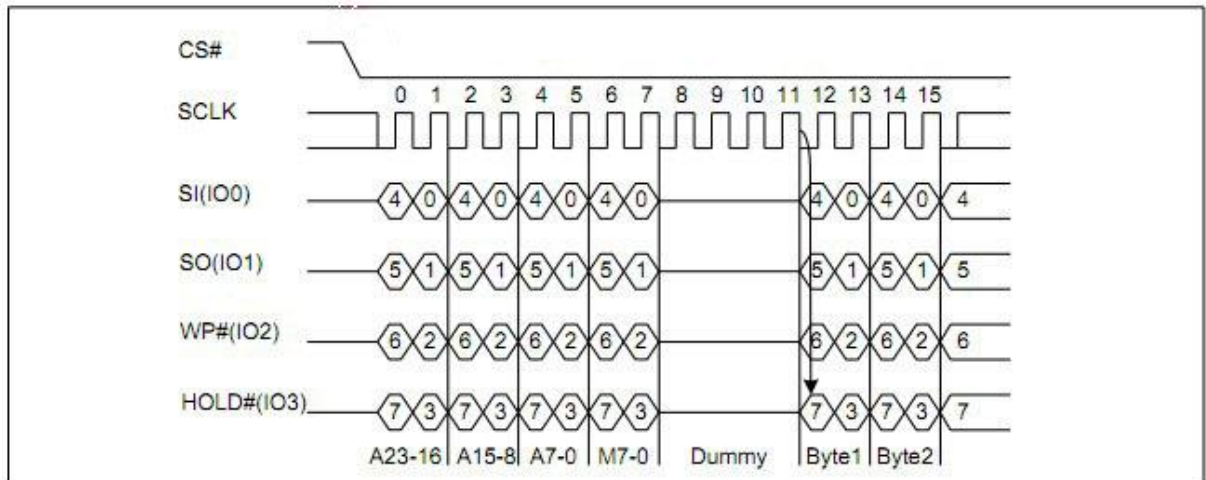 CS#
0 1 2 3 4 5 6 7 8 9 10 11 12 13 14 15
SCLK
SI(IO0) 4 0 4 0 4 0 4 0 4 0 4 0 4
SO(IO1) 5 1 5 1 5 1 5 1 5 1 5 1 5
WP#(IO2) 6 2 6 2 6 2 6 2 6 2 6 2 6
HOLD#(IO3) 7 3 7 3 7 3 7 3 7 3 7 3 7
A23-16 A15-8 A7-0 M7-0 Dummy Byte1 Byte2